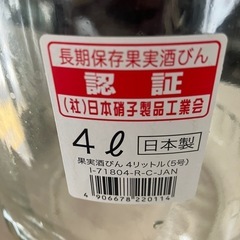 長期保存果実酒びん
認証
(社)日本硝子製品工業会
4ℓ 日本製
果実酒びん 4リットル(5号)
I-71804-R-C-JAN
4 906678 220114